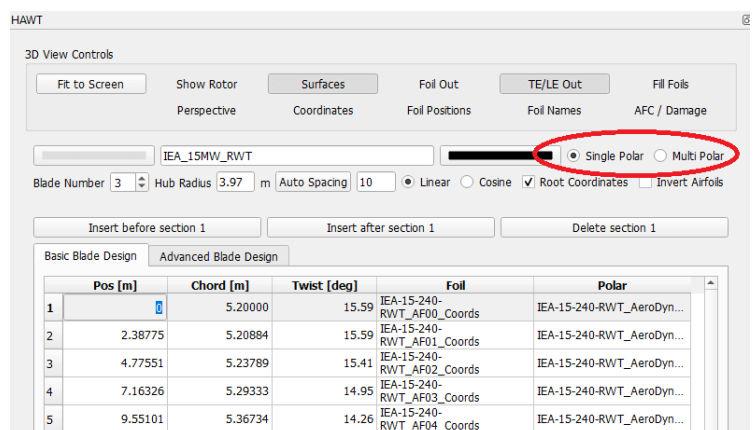 HAWT
3D View Controls
Fit to Screen Show Rotor Surfaces Foil Out TE/LE Out Fill Foils
Perspective Coordinates Foil Positions Foil Names AFC / Damage
IEA_15MW_RWT Single Polar Multi Polar
Blade Number 3 Hub Radius 3.97 m Auto Spacing 10 Linear Cosine Root Coordinates Invert Airfoils
Insert before section 1 Insert after section 1 Delete section 1
Basic Blade Design Advanced Blade Design
Pos [m] Chord [m] Twist [deg] Foil Polar
1 0 5.20000 15.59 IEA-15-240-RWT_AF00_Coords IEA-15-240-RWT_AeroDyn...
2 2.38775 5.20884 15.59 IEA-15-240-RWT_AF01_Coords IEA-15-240-RWT_AeroDyn...
3 4.77551 5.23789 15.41 IEA-15-240-RWT_AF02_Coords IEA-15-240-RWT_AeroDyn...
4 7.16326 5.29333 14.95 IEA-15-240-RWT_AF03_Coords IEA-15-240-RWT_AeroDyn...
5 9.55101 5.36734 14.26 IEA-15-240-RWT_AF04_Coords IEA-15-240-RWT_AeroDyn...